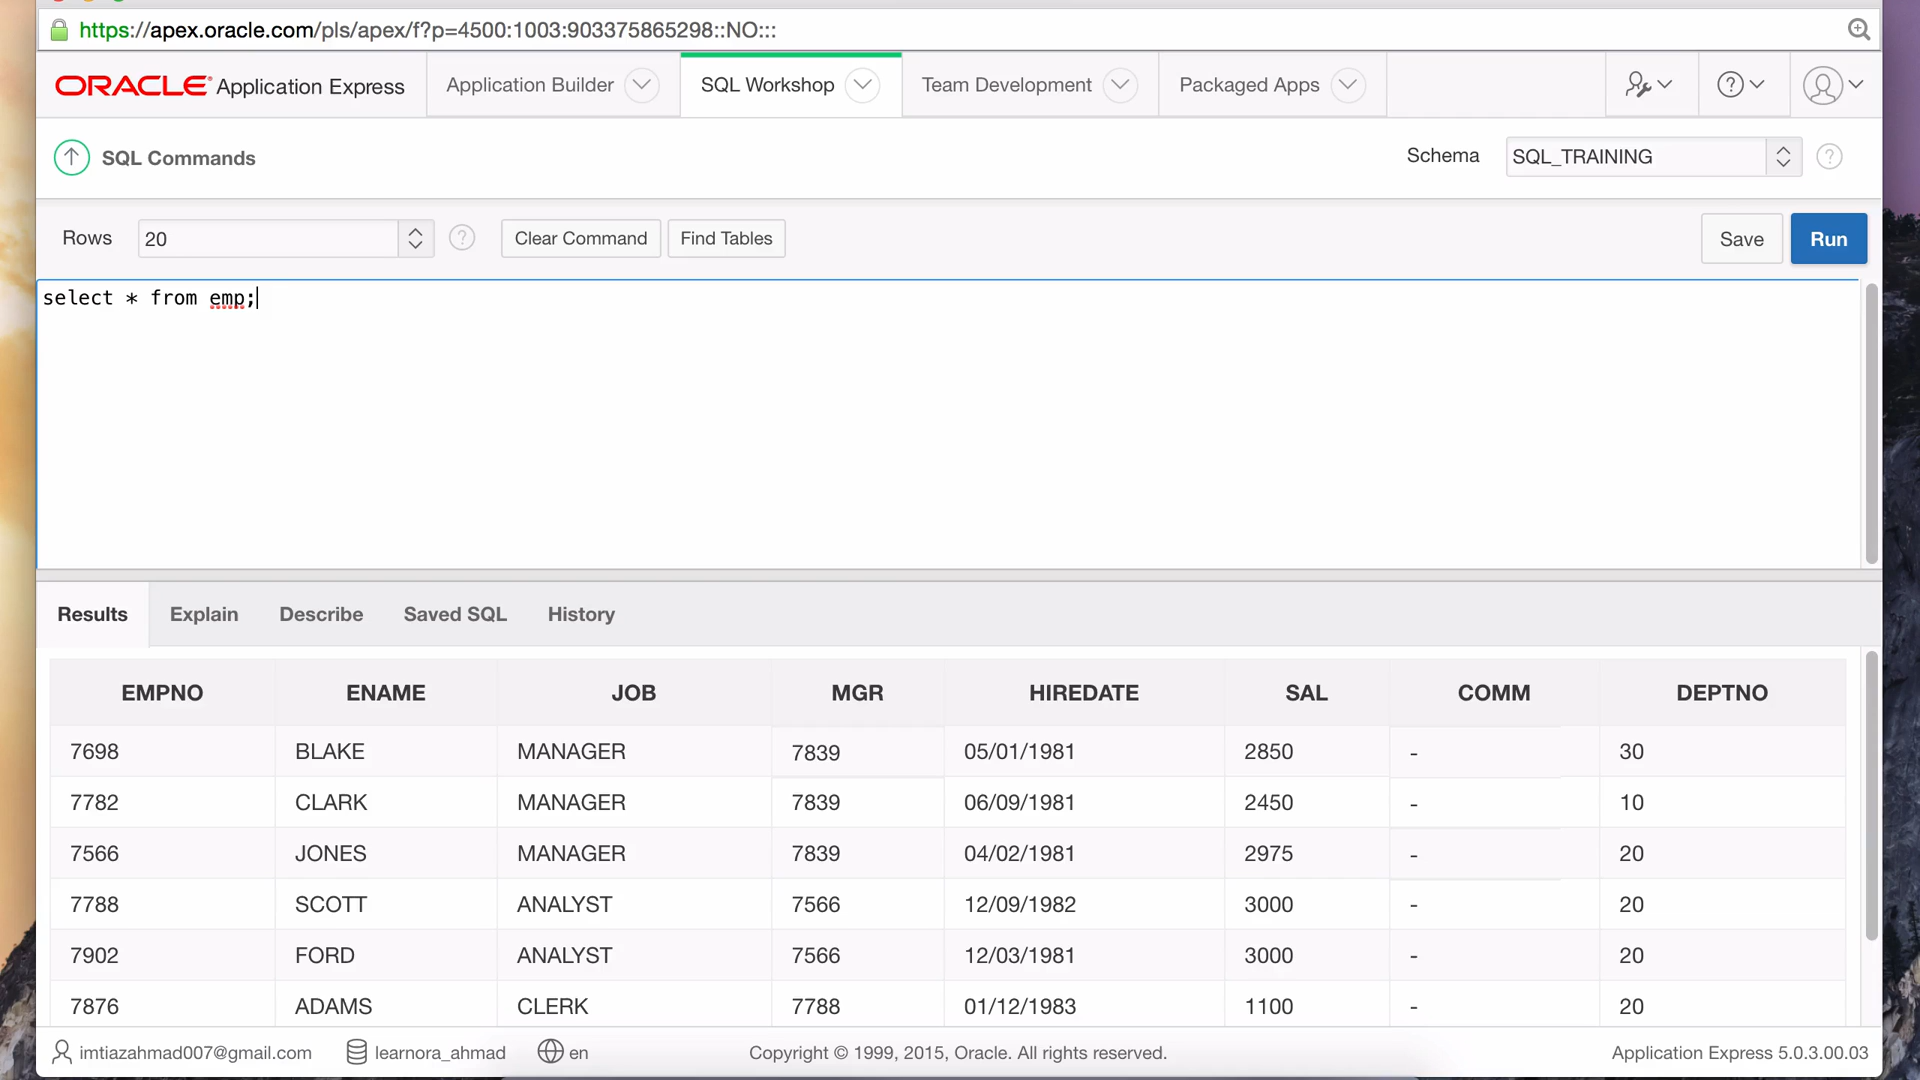 https://apex.oracle.com/pls/apex/f?p=4500:1003:903375865298::NO:::
ORACLE Application Express Application Builder SQL Workshop Team Development Packaged Apps
SQL Commands Schema SQL_TRAINING
Rows 20 Clear Command Find Tables Save Run
select * from emp;
Results Explain Describe Saved SQL History
EMPNO ENAME JOB MGR HIREDATE SAL COMM DEPTNO
7698 BLAKE MANAGER 7839 05/01/1981 2850 - 30
7782 CLARK MANAGER 7839 06/09/1981 2450 - 10
7566 JONES MANAGER 7839 04/02/1981 2975 - 20
7788 SCOTT ANALYST 7566 12/09/1982 3000 - 20
7902 FORD ANALYST 7566 12/03/1981 3000 - 20
7876 ADAMS CLERK 7788 01/12/1983 1100 - 20
imtiazahmad007@gmail.com learnora_ahmad en Copyright © 1999, 2015, Oracle. All rights reserved. Application Express 5.0.3.00.03